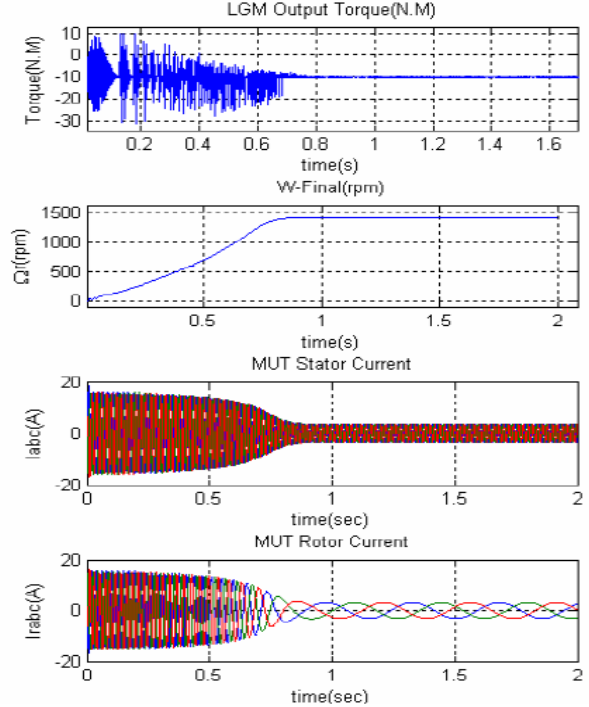 LGM Output Torque(N.M)
10
0
-10
-20
-30
Torque(N.M)
0.2 0.4 0.6 0.8 1 1.2 1.4 1.6
time(s)
W-Final(rpm)
1500
1000
500
0
Ωr(rpm)
0.5 1 1.5 2
time(s)
MUT Stator Current
20
0
-20
Iabc(A)
0 0.5 1 1.5 2
time(sec)
MUT Rotor Current
20
0
-20
Irabc(A)
0 0.5 1 1.5 2
time(sec)